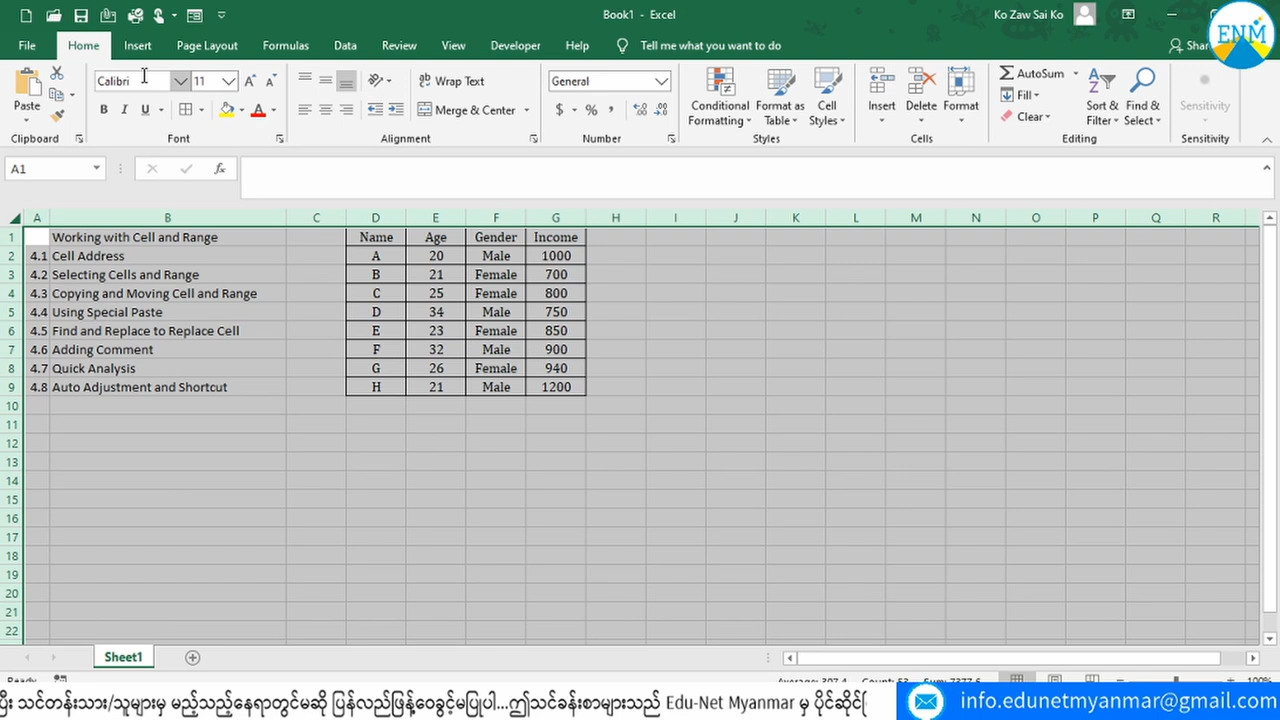 Book1 - Excel
Ko Zaw Sai Ko
ENM
File Home Insert Page Layout Formulas Data Review View Developer Help Tell me what you want to do
Calibri 11 Wrap Text General AutoSum
Paste Merge & Center $ % Conditional Formatting Format as Table Cell Styles Insert Delete Format Fill Clear Sort & Filter Find & Select Sensitivity
B I U A
Clipboard Font Alignment Number Styles Cells Editing Sensitivity
A1 fx
A B C D E F G H I J K L M N O P Q R
1 Working with Cell and Range Name Age Gender Income
2 4.1 Cell Address A 20 Male 1000
3 4.2 Selecting Cells and Range B 21 Female 700
4 4.3 Copying and Moving Cell and Range C 25 Female 800
5 4.4 Using Special Paste D 34 Male 750
6 4.5 Find and Replace to Replace Cell E 23 Female 850
7 4.6 Adding Comment F 32 Male 900
8 4.7 Quick Analysis G 26 Female 940
9 4.8 Auto Adjustment and Shortcut H 21 Male 1200
10
11
12
13
14
15
16
17
18
19
20
21
22
Sheet1
ပြီး သင်တန်းသား/သူများမှ မည့်သည့်နေရာတွင်မဆို ပြန်လည်ဖြန့်ဝေခွင့်မပြုပါ...ဤသင်ခန်းစာများသည် Edu-Net Myanmar မှ ပိုင်ဆိုင်
info.edunetmyanmar@gmail.com